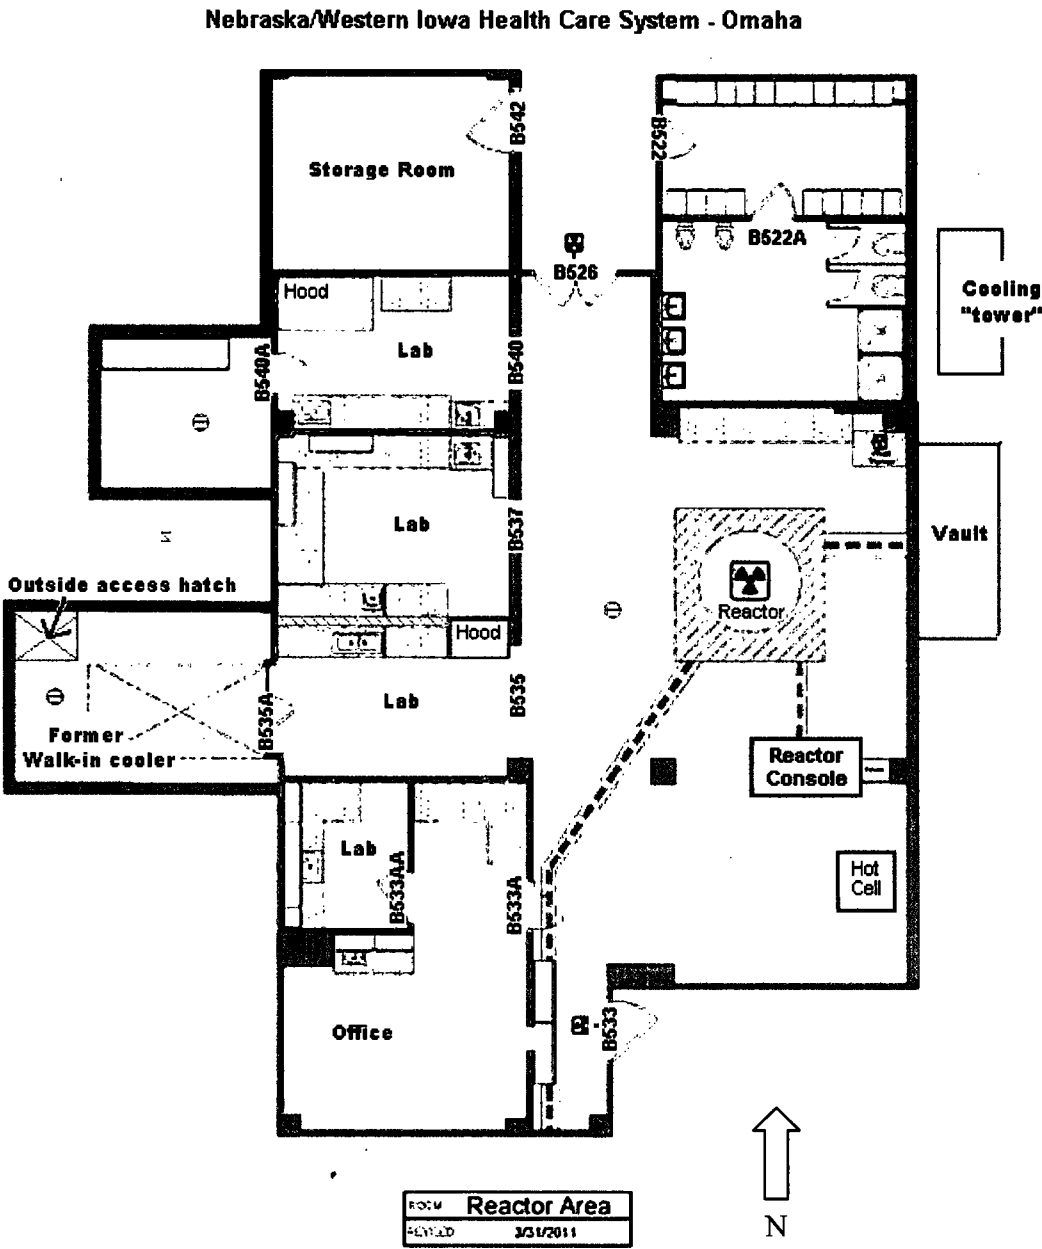 Nebraska/Western Iowa Health Care System - Omaha
B542
B522
Storage Room
B522A
B526
Hood
Cooling
"tower"
Lab
B540A
B540
Lab
B537
Vault
Outside access hatch
Reactor
Hood
Lab
B535
B535A
Former
Walk-in cooler
Reactor
Console
Lab
B533AA
B533A
Hot
Cell
Office
B533
N
ROOM Reactor Area
REVISED 3/31/2011